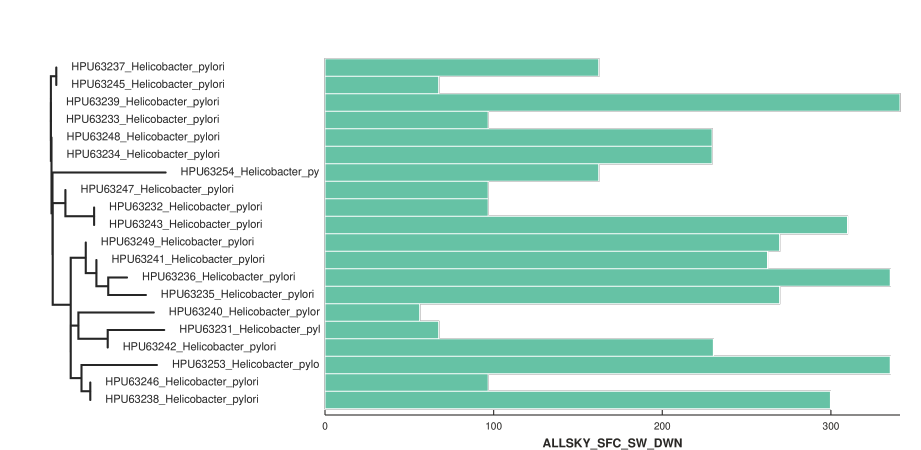 HPU63237_Helicobacter_pylori
HPU63245_Helicobacter_pylori
HPU63239_Helicobacter_pylori
HPU63233_Helicobacter_pylori
HPU63248_Helicobacter_pylori
HPU63234_Helicobacter_pylori
HPU63254_Helicobacter_py
HPU63247_Helicobacter_pylori
HPU63232_Helicobacter_pylori
HPU63243_Helicobacter_pylori
HPU63249_Helicobacter_pylori
HPU63241_Helicobacter_pylori
HPU63236_Helicobacter_pylori
HPU63235_Helicobacter_pylori
HPU63240_Helicobacter_pylor
HPU63231_Helicobacter_pyl
HPU63242_Helicobacter_pylori
HPU63253_Helicobacter_pylo
HPU63246_Helicobacter_pylori
HPU63238_Helicobacter_pylori
0 100 200 300
ALLSKY_SFC_SW_DWN